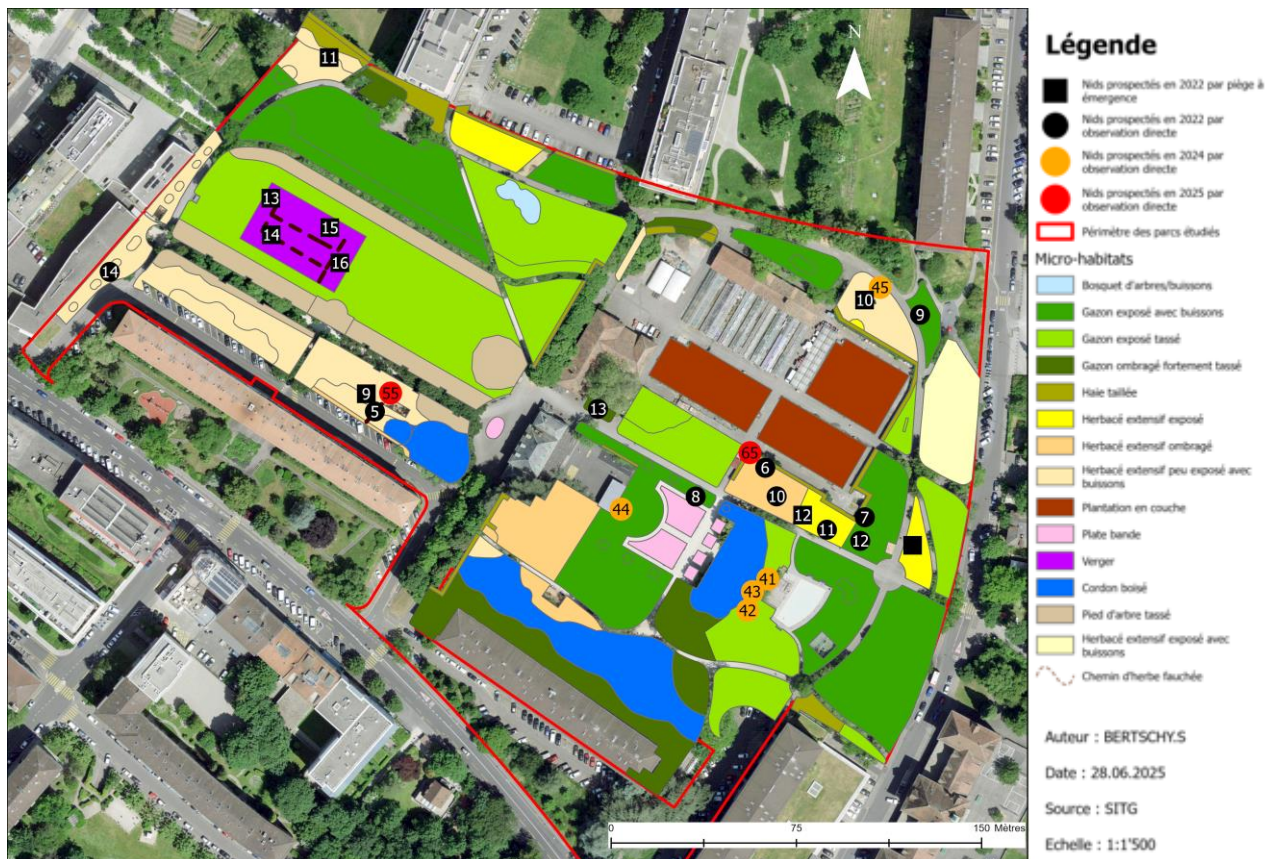 11
N
13
15
14
16
14
45
10
9
9
55
5
13
65
6
8
10
12
7
11
12
44
41
43
42
0
75
150
Mètres
Légende
Nids prospectés en 2022 par piège à
émergence
Nids prospectés en 2022 par
observation directe
Nids prospectés en 2024 par
observation directe
Nids prospectés en 2025 par
observation directe
Périmètre des parcs étudiés
Micro-habitats
Bosquet d'arbres/buissons
Gazon exposé avec buissons
Gazon exposé tassé
Gazon ombragé fortement tassé
Haie taillée
Herbacé extensif exposé
Herbacé extensif ombragé
Herbacé extensif peu exposé avec
buissons
Plantation en couche
Plate bande
Verger
Cordon boisé
Pied d'arbre tassé
Herbacé extensif exposé avec
buissons
Chemin d'herbe fauchée
Auteur : BERTSCHY.S
Date : 28.06.2025
Source : SITG
Echelle : 1:1'500